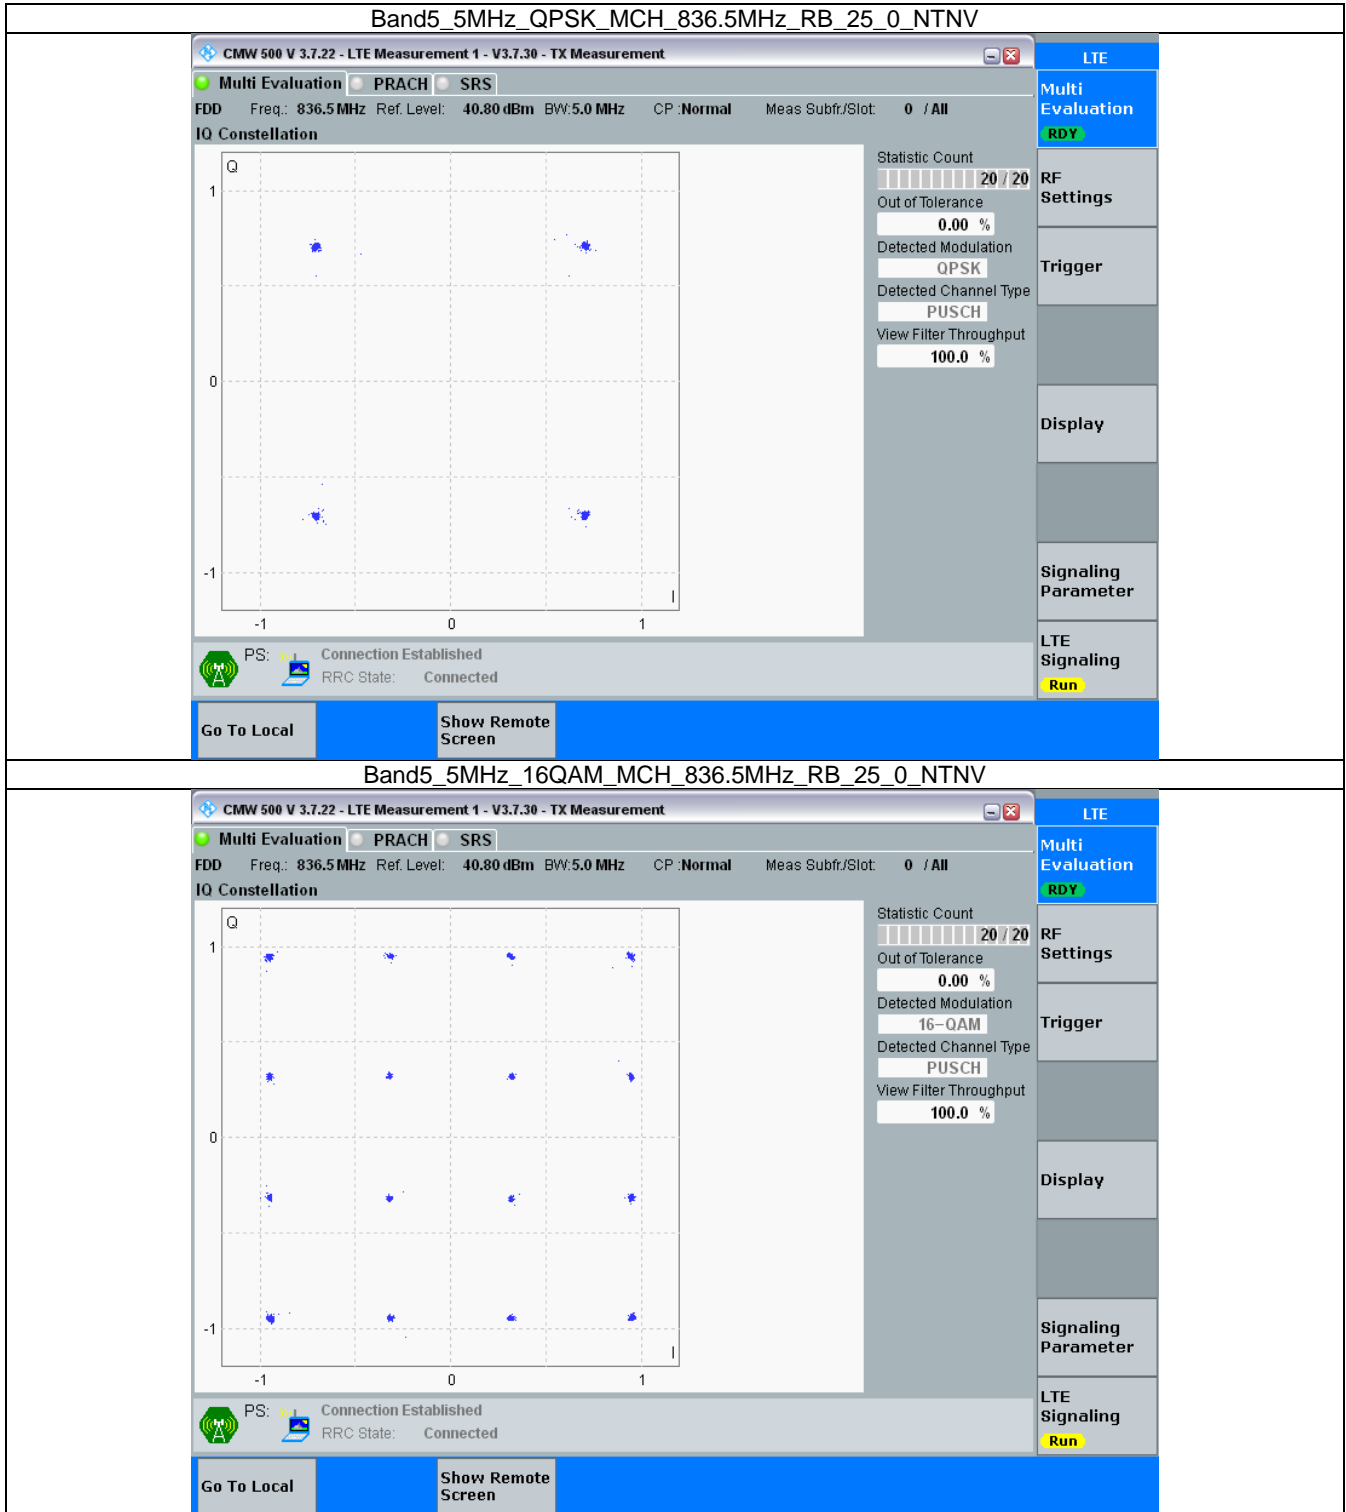 Band5_5MHz_QPSK_MCH_836.5MHz_RB_25_0_NTNV
CMW 500 V 3.7.22 - LTE Measurement 1 - V3.7.30 - TX Measurement
LTE
Multi Evaluation PRACH SRS
Multi
Evaluation
RDY
FDD Freq.: 836.5 MHz Ref. Level: 40.80 dBm BW: 5.0 MHz CP : Normal Meas Subfr./Slot: 0 / All
IQ Constellation
Q
1
0
-1
I
-1 0 1
Statistic Count
20 / 20
Out of Tolerance
0.00 %
Detected Modulation
QPSK
Detected Channel Type
PUSCH
View Filter Throughput
100.0 %
RF
Settings
Trigger
Display
Signaling
Parameter
LTE
Signaling
Run
PS: Connection Established
RRC State: Connected
Go To Local
Show Remote
Screen
Band5_5MHz_16QAM_MCH_836.5MHz_RB_25_0_NTNV
CMW 500 V 3.7.22 - LTE Measurement 1 - V3.7.30 - TX Measurement
LTE
Multi Evaluation PRACH SRS
Multi
Evaluation
RDY
FDD Freq.: 836.5 MHz Ref. Level: 40.80 dBm BW: 5.0 MHz CP : Normal Meas Subfr./Slot: 0 / All
IQ Constellation
Q
1
0
-1
I
-1 0 1
Statistic Count
20 / 20
Out of Tolerance
0.00 %
Detected Modulation
16-QAM
Detected Channel Type
PUSCH
View Filter Throughput
100.0 %
RF
Settings
Trigger
Display
Signaling
Parameter
LTE
Signaling
Run
PS: Connection Established
RRC State: Connected
Go To Local
Show Remote
Screen